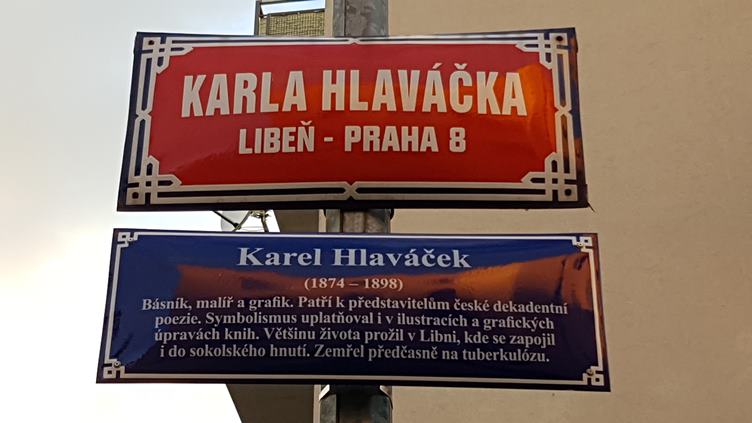 KARLA HLAVÁČKA
LIBEŇ - PRAHA 8
Karel Hlaváček
(1874 – 1898)
Básník, malíř a grafik. Patří k představitelům české dekadentní
poezie. Symbolismus uplatňoval i v ilustracích a grafických
úpravách knih. Většinu života prožil v Libni, kde se zapojil
i do sokolského hnutí. Zemřel předčasně na tuberkulózu.